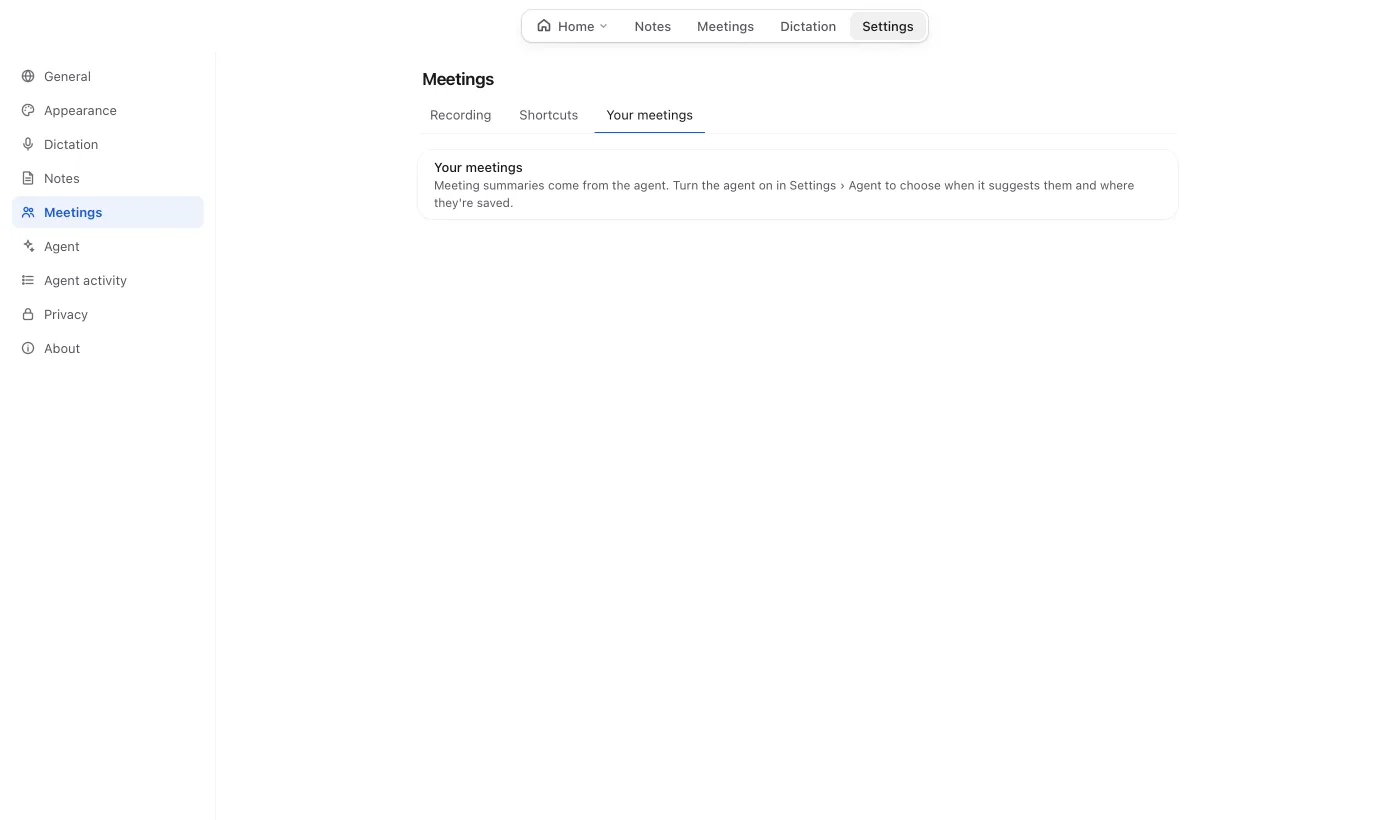 Home
Notes
Meetings
Dictation
Settings
General
Appearance
Dictation
Notes
Meetings
Agent
Agent activity
Privacy
About
Meetings
Recording
Shortcuts
Your meetings
Your meetings
Meeting summaries come from the agent. Turn the agent on in Settings › Agent to choose when it suggests them and where
they're saved.